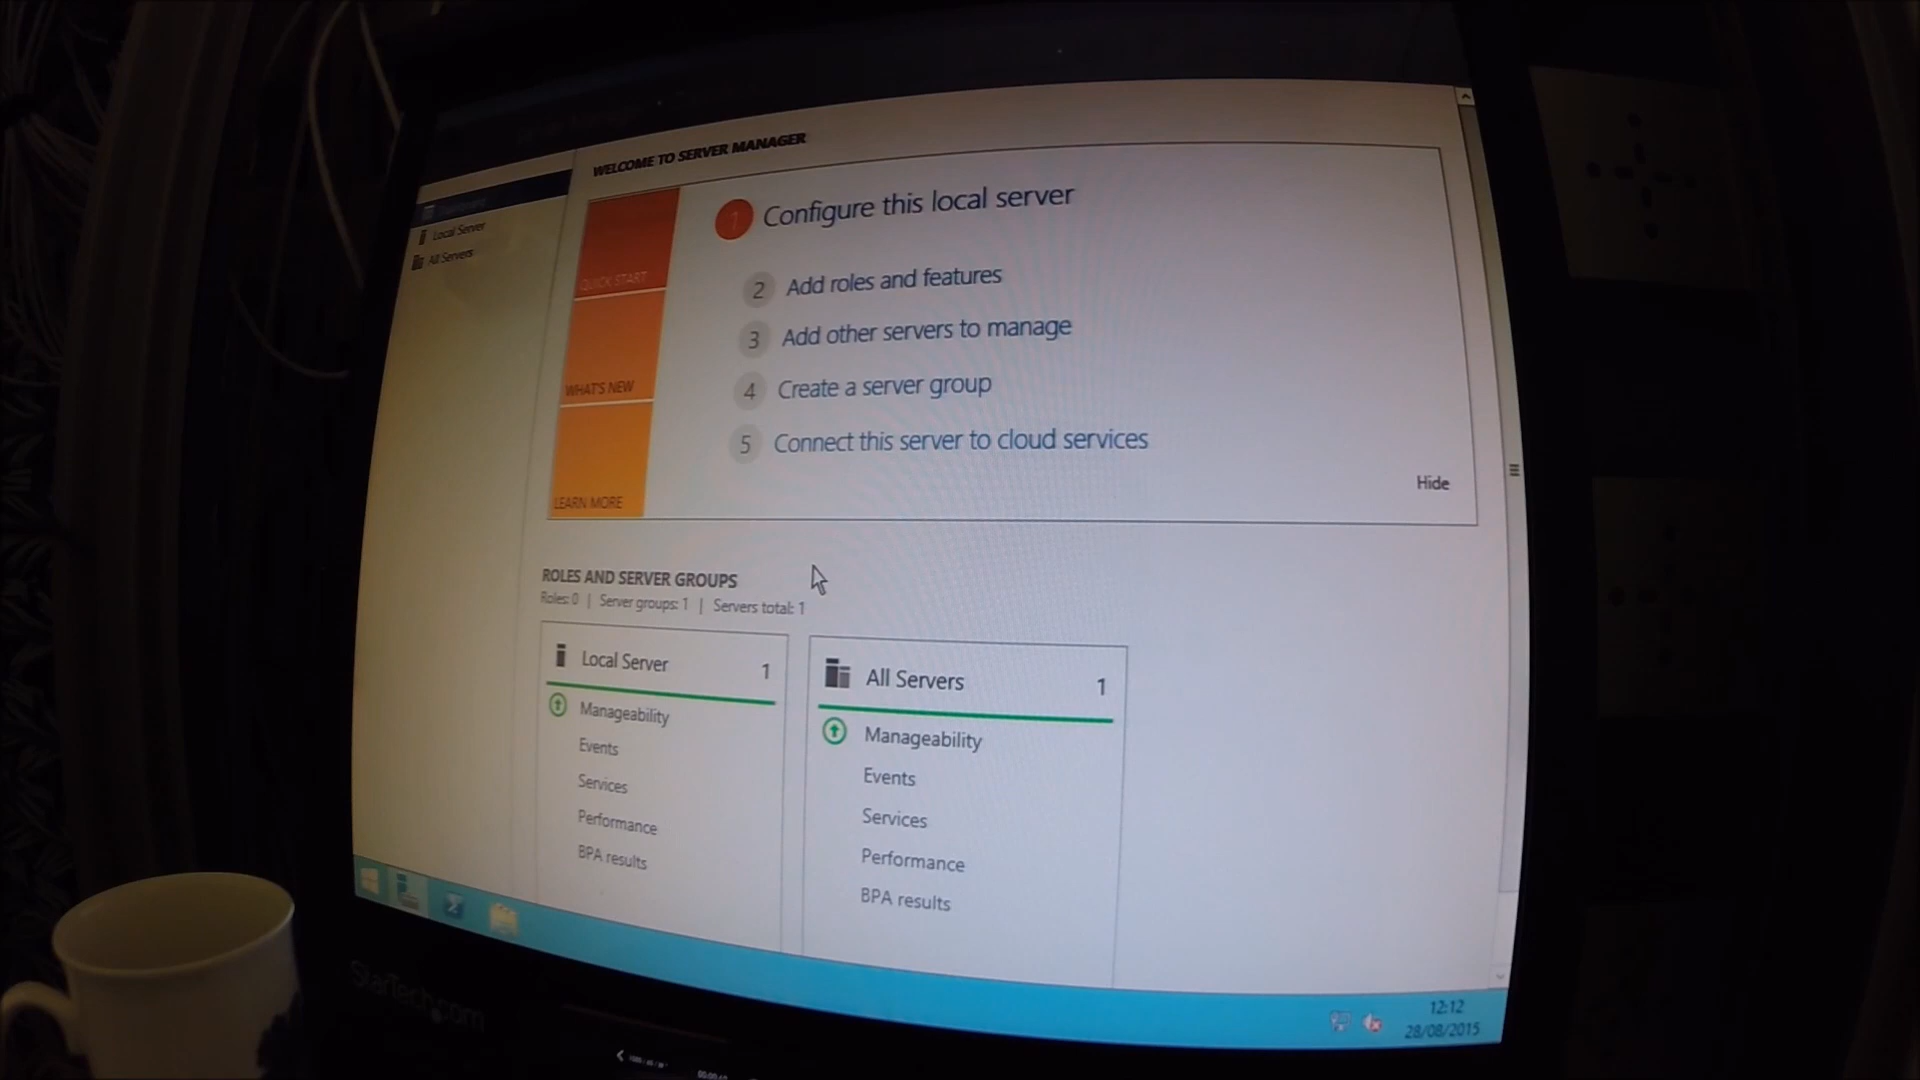 WELCOME TO SERVER MANAGER
Local Server
All Servers
QUICK START
WHAT'S NEW
LEARN MORE
1 Configure this local server
2 Add roles and features
3 Add other servers to manage
4 Create a server group
5 Connect this server to cloud services
Hide
ROLES AND SERVER GROUPS
Roles: 0 | Server groups: 1 | Servers total: 1
Local Server 1
Manageability
Events
Services
Performance
BPA results
All Servers 1
Manageability
Events
Services
Performance
BPA results
12:12
28/08/2015
StarTech.com